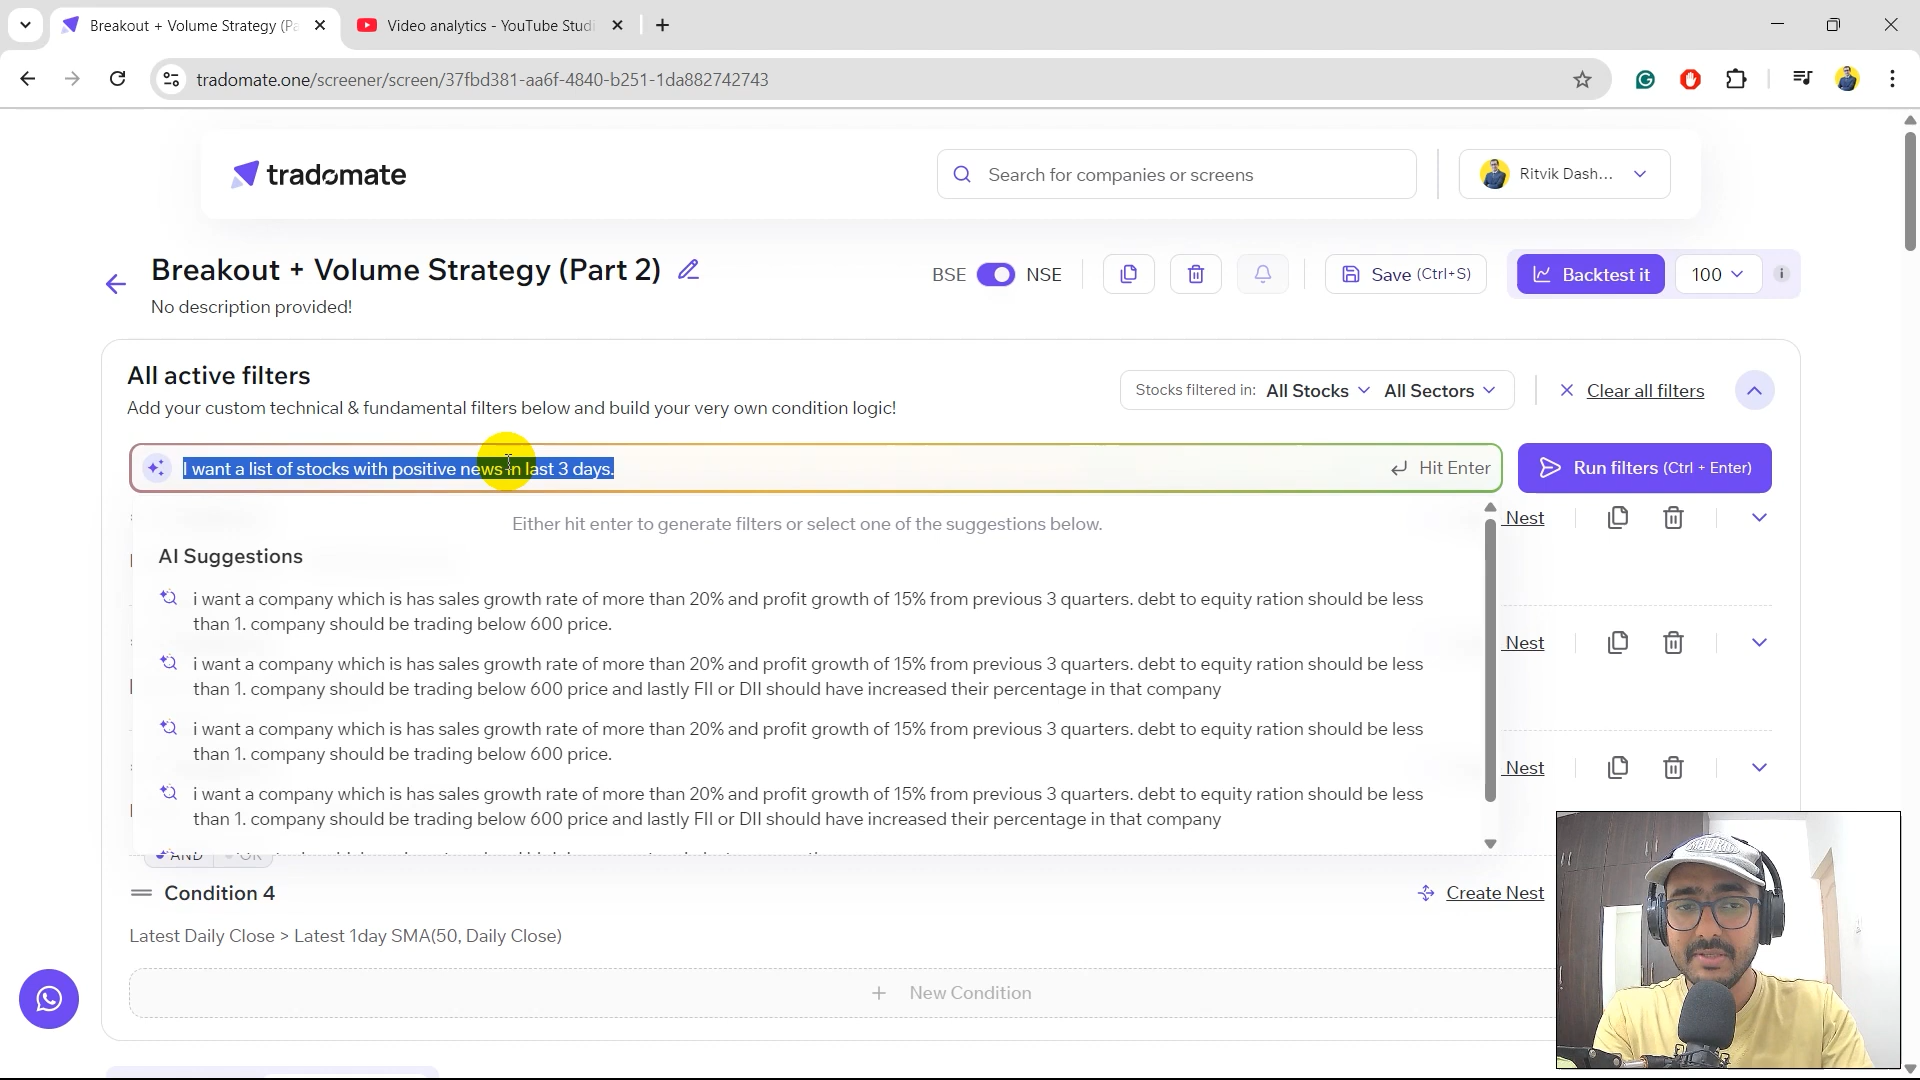 Breakout + Volume Strategy (Pa
Video analytics - YouTube Studi
tradomate.one/screener/screen/37fbd381-aa6f-4840-b251-1da882742743
tradomate
Search for companies or screens
Ritvik Dash...
Breakout + Volume Strategy (Part 2)
No description provided!
BSE
NSE
Save (Ctrl+S)
Backtest it
100
All active filters
Add your custom technical & fundamental filters below and build your very own condition logic!
Stocks filtered in: All Stocks All Sectors
Clear all filters
I want a list of stocks with positive news in last 3 days.
Hit Enter
Run filters (Ctrl + Enter)
Either hit enter to generate filters or select one of the suggestions below.
Nest
AI Suggestions
i want a company which is has sales growth rate of more than 20% and profit growth of 15% from previous 3 quarters. debt to equity ration should be less
than 1. company should be trading below 600 price.
Nest
i want a company which is has sales growth rate of more than 20% and profit growth of 15% from previous 3 quarters. debt to equity ration should be less
than 1. company should be trading below 600 price and lastly FII or DII should have increased their percentage in that company
i want a company which is has sales growth rate of more than 20% and profit growth of 15% from previous 3 quarters. debt to equity ration should be less
than 1. company should be trading below 600 price.
Nest
i want a company which is has sales growth rate of more than 20% and profit growth of 15% from previous 3 quarters. debt to equity ration should be less
than 1. company should be trading below 600 price and lastly FII or DII should have increased their percentage in that company
AND OR
Condition 4
Create Nest
Latest Daily Close > Latest 1day SMA(50, Daily Close)
+ New Condition
MADRID